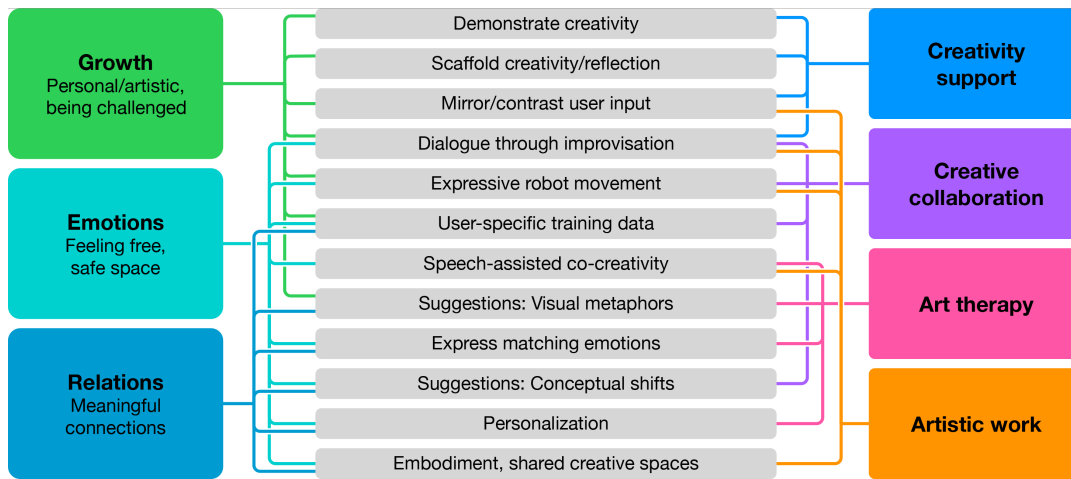 Growth
Personal/artistic,
being challenged
Emotions
Feeling free,
safe space
Relations
Meaningful
connections
Demonstrate creativity
Scaffold creativity/reflection
Mirror/contrast user input
Dialogue through improvisation
Expressive robot movement
User-specific training data
Speech-assisted co-creativity
Suggestions: Visual metaphors
Express matching emotions
Suggestions: Conceptual shifts
Personalization
Embodiment, shared creative spaces
Creativity
support
Creative
collaboration
Art therapy
Artistic work